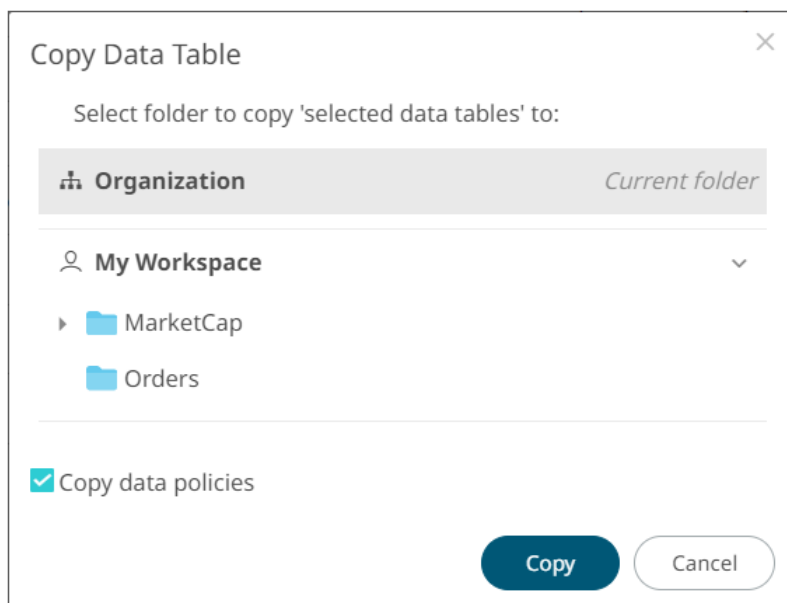 Copy Data Table
Select folder to copy 'selected data tables' to:
Organization Current folder
My Workspace
MarketCap
Orders
Copy data policies
Copy Cancel